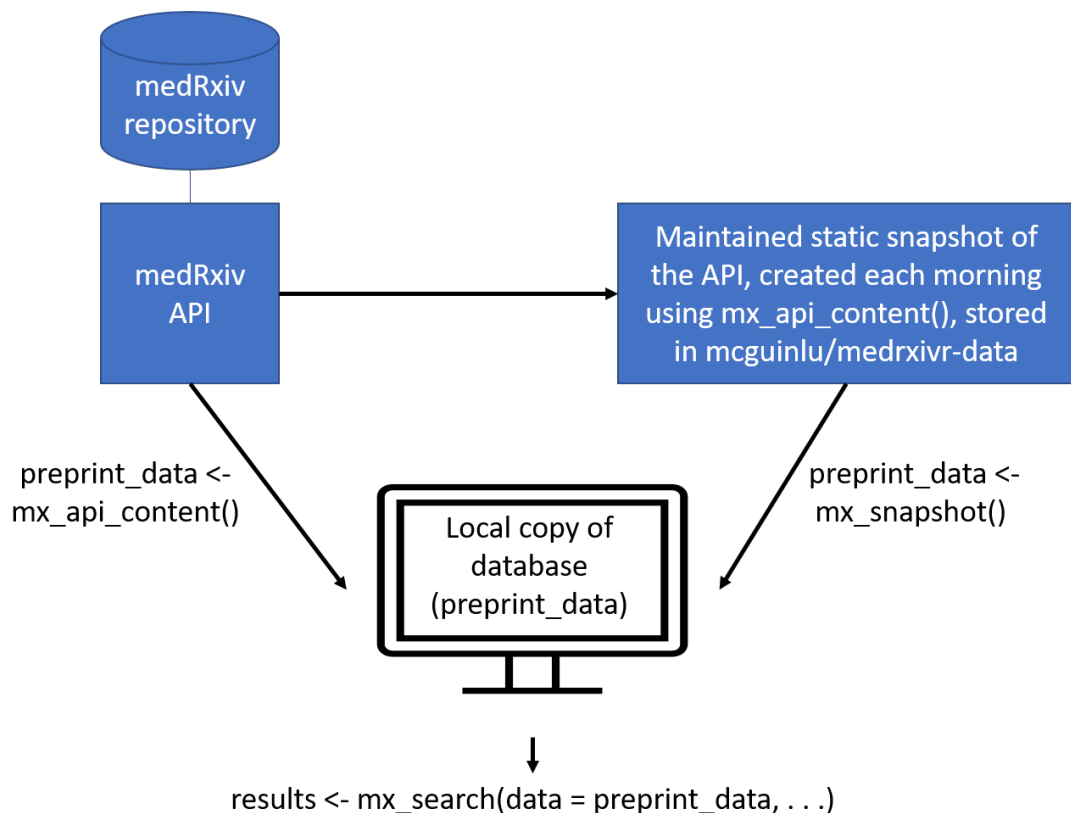 medRxiv
repository
medRxiv
API
Maintained static snapshot of
the API, created each morning
using mx_api_content(), stored
in mcguinlu/medrxivr-data
preprint_data <-
mx_api_content()
preprint_data <-
mx_snapshot()
Local copy of
database
(preprint_data)
results <- mx_search(data = preprint_data, . . .)